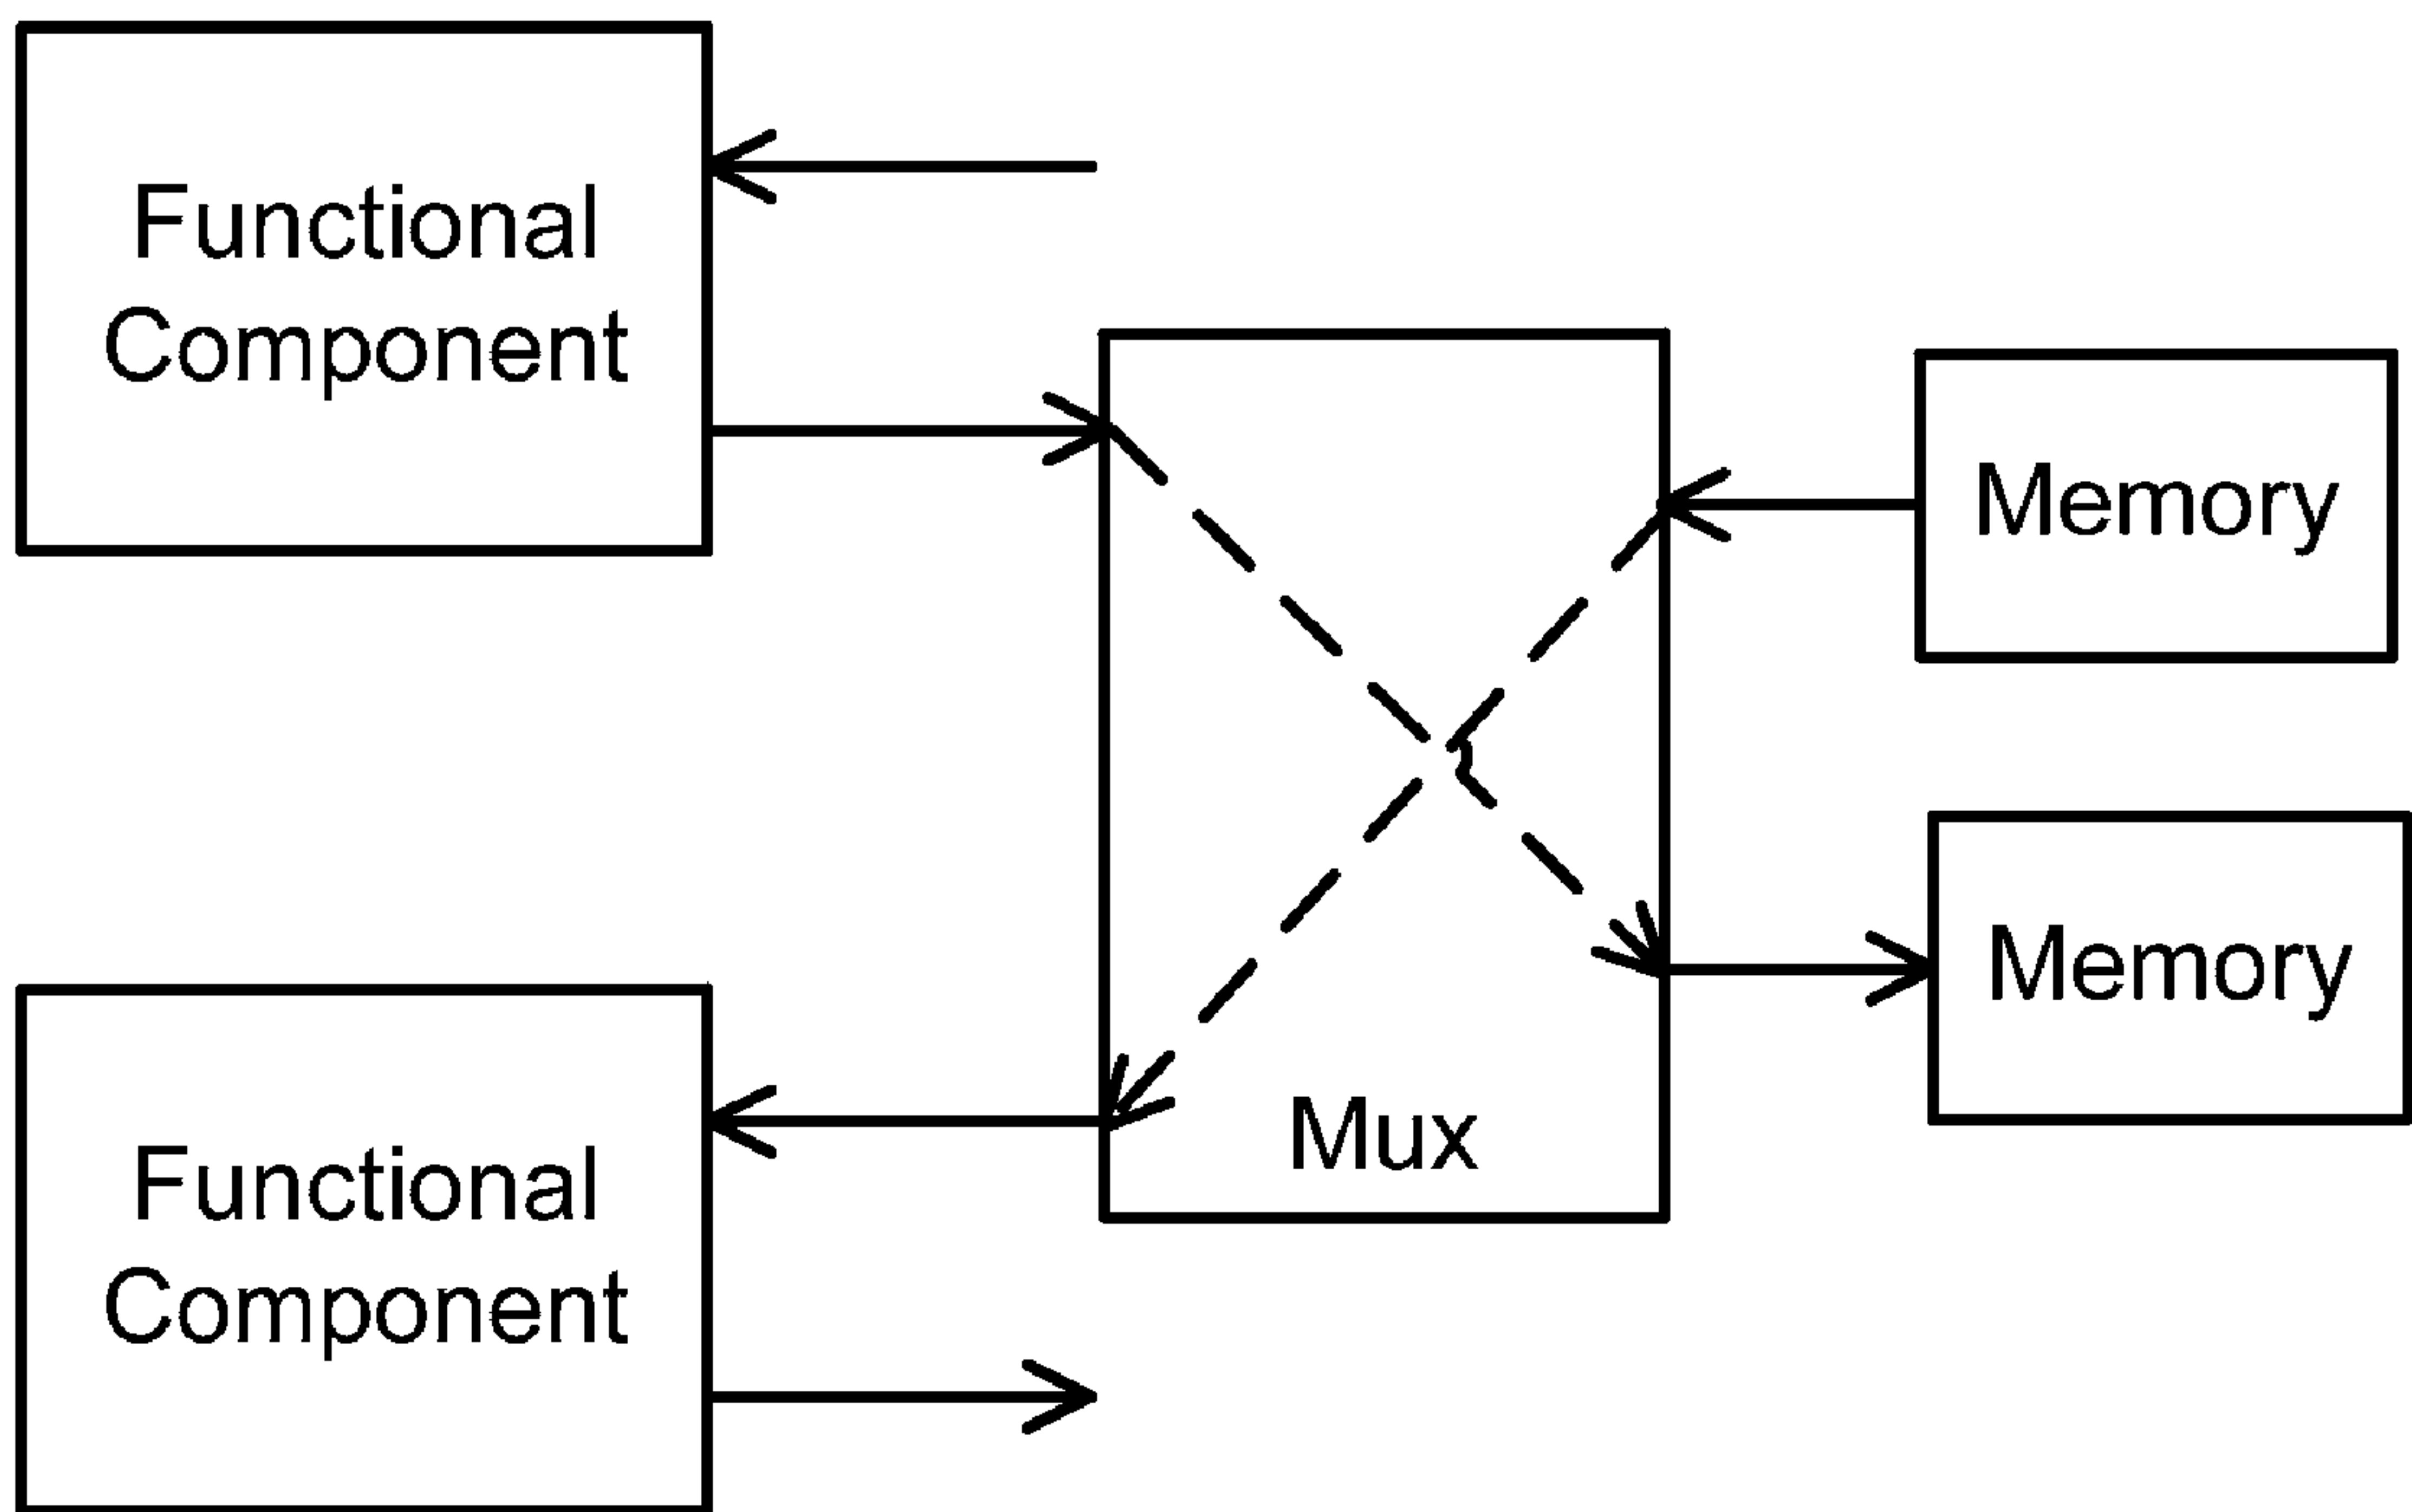 Functional
Component
Memory
Memory
Mux
Functional
Component